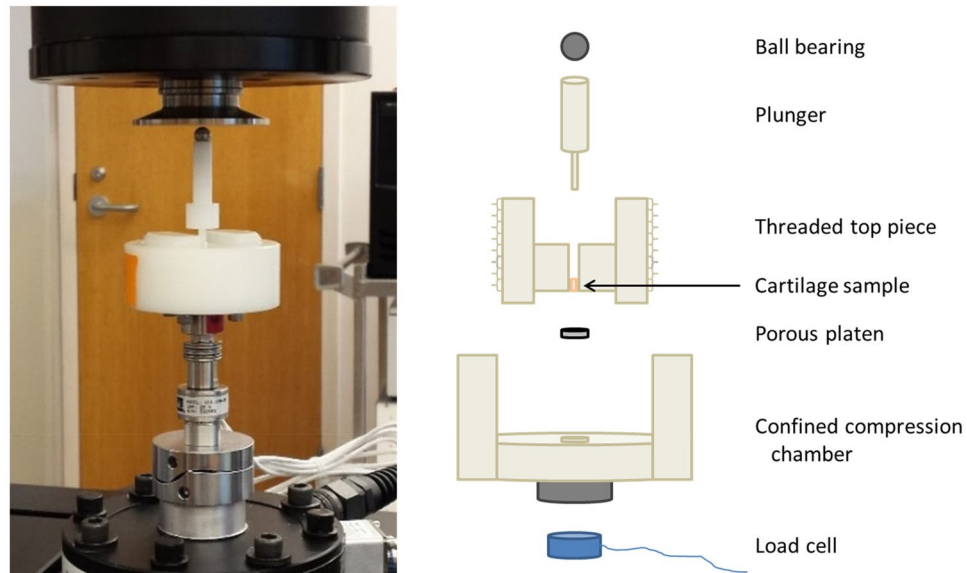 Ball bearing
Plunger
Threaded top piece
Cartilage sample
Porous platen
Confined compression
chamber
Load cell